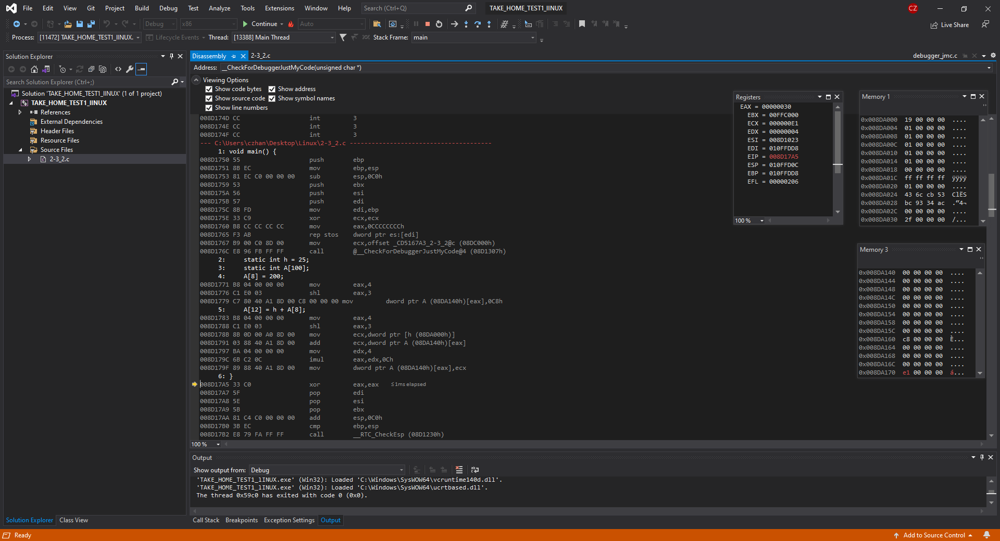 File Edit View Git Project Build Debug Test Analyze Tools Extensions Window Help Search (Ctrl+Q) TAKE_HOME_TEST1_lINUX CZ
Debug x86 Continue Auto Live Share
Process: [11472] TAKE_HOME_TEST1_lINUX. Lifecycle Events Thread: [13388] Main Thread Stack Frame: main
Solution Explorer
Search Solution Explorer (Ctrl+;)
Solution 'TAKE_HOME_TEST1_lINUX' (1 of 1 project)
TAKE_HOME_TEST1_lINUX
References
External Dependencies
Header Files
Resource Files
Source Files
2-3_2.c
Solution Explorer Class View
Disassembly 2-3_2.c debugger_jmc.c
Address: __CheckForDebuggerJustMyCode(unsigned char *)
Viewing Options
Show code bytes Show address
Show source code Show symbol names
Show line numbers
008D174D CC int 3
008D174E CC int 3
008D174F CC int 3
--- C:\Users\czhan\Desktop\Linux\2-3_2.c ---------------------------------------
1: void main() {
008D1750 55 push ebp
008D1751 8B EC mov ebp,esp
008D1753 81 EC C0 00 00 00 sub esp,0C0h
008D1759 53 push ebx
008D175A 56 push esi
008D175B 57 push edi
008D175C 8B FD mov edi,ebp
008D175E 33 C9 xor ecx,ecx
008D1760 B8 CC CC CC CC mov eax,0CCCCCCCCh
008D1765 F3 AB rep stos dword ptr es:[edi]
008D1767 B9 00 C0 8D 00 mov ecx,offset _CD5167A3_2-3_2@c (08DC000h)
008D176C E8 96 FB FF FF call @__CheckForDebuggerJustMyCode@4 (08D1307h)
2: static int h = 25;
3: static int A[100];
4: A[8] = 200;
008D1771 B8 04 00 00 00 mov eax,4
008D1776 C1 E0 03 shl eax,3
008D1779 C7 80 40 A1 8D 00 C8 00 00 00 mov dword ptr A (08DA140h)[eax],0C8h
5: A[12] = h + A[8];
008D1783 B8 04 00 00 00 mov eax,4
008D1788 C1 E0 03 shl eax,3
008D178B 8B 0D 00 A0 8D 00 mov ecx,dword ptr [h (08DA000h)]
008D1791 03 88 40 A1 8D 00 add ecx,dword ptr A (08DA140h)[eax]
008D1797 BA 04 00 00 00 mov edx,4
008D179C 6B C2 0C imul eax,edx,0Ch
008D179F 89 88 40 A1 8D 00 mov dword ptr A (08DA140h)[eax],ecx
6: }
008D17A5 33 C0 xor eax,eax ≤1ms elapsed
008D17A7 5F pop edi
008D17A8 5E pop esi
008D17A9 5B pop ebx
008D17AA 81 C4 C0 00 00 00 add esp,0C0h
008D17B0 3B EC cmp ebp,esp
008D17B2 E8 79 FA FF FF call __RTC_CheckEsp (08D1230h)
100 %
Registers
EAX = 00000030
EBX = 00FFC000
ECX = 000000E1
EDX = 00000004
ESI = 008D1023
EDI = 010FFDD8
EIP = 008D17A5
ESP = 010FFD0C
EBP = 010FFDD8
EFL = 00000206
100 %
Memory 1
0x008DA000 19 00 00 00 ....
0x008DA004 01 00 00 00 ....
0x008DA008 01 00 00 00 ....
0x008DA00C 01 00 00 00 ....
0x008DA010 01 00 00 00 ....
0x008DA014 01 00 00 00 ....
0x008DA018 00 00 00 00 ....
0x008DA01C ff ff ff ff ÿÿÿÿ
0x008DA020 01 00 00 00 ....
0x008DA024 43 6c cb 53 ClËS
0x008DA028 bc 93 34 ac .“4¬
0x008DA02C 00 00 00 00 ....
0x008DA030 2f 00 00 00 /...
Memory 3
0x008DA140 00 00 00 00 ....
0x008DA144 00 00 00 00 ....
0x008DA148 00 00 00 00 ....
0x008DA14C 00 00 00 00 ....
0x008DA150 00 00 00 00 ....
0x008DA154 00 00 00 00 ....
0x008DA158 00 00 00 00 ....
0x008DA15C 00 00 00 00 ....
0x008DA160 c8 00 00 00 È...
0x008DA164 00 00 00 00 ....
0x008DA168 00 00 00 00 ....
0x008DA16C 00 00 00 00 ....
0x008DA170 e1 00 00 00 á...
Output
Show output from: Debug
'TAKE_HOME_TEST1_lINUX.exe' (Win32): Loaded 'C:\Windows\SysWOW64\vcruntime140d.dll'.
'TAKE_HOME_TEST1_lINUX.exe' (Win32): Loaded 'C:\Windows\SysWOW64\ucrtbased.dll'.
The thread 0x59c0 has exited with code 0 (0x0).
Call Stack Breakpoints Exception Settings Output
Ready Add to Source Control